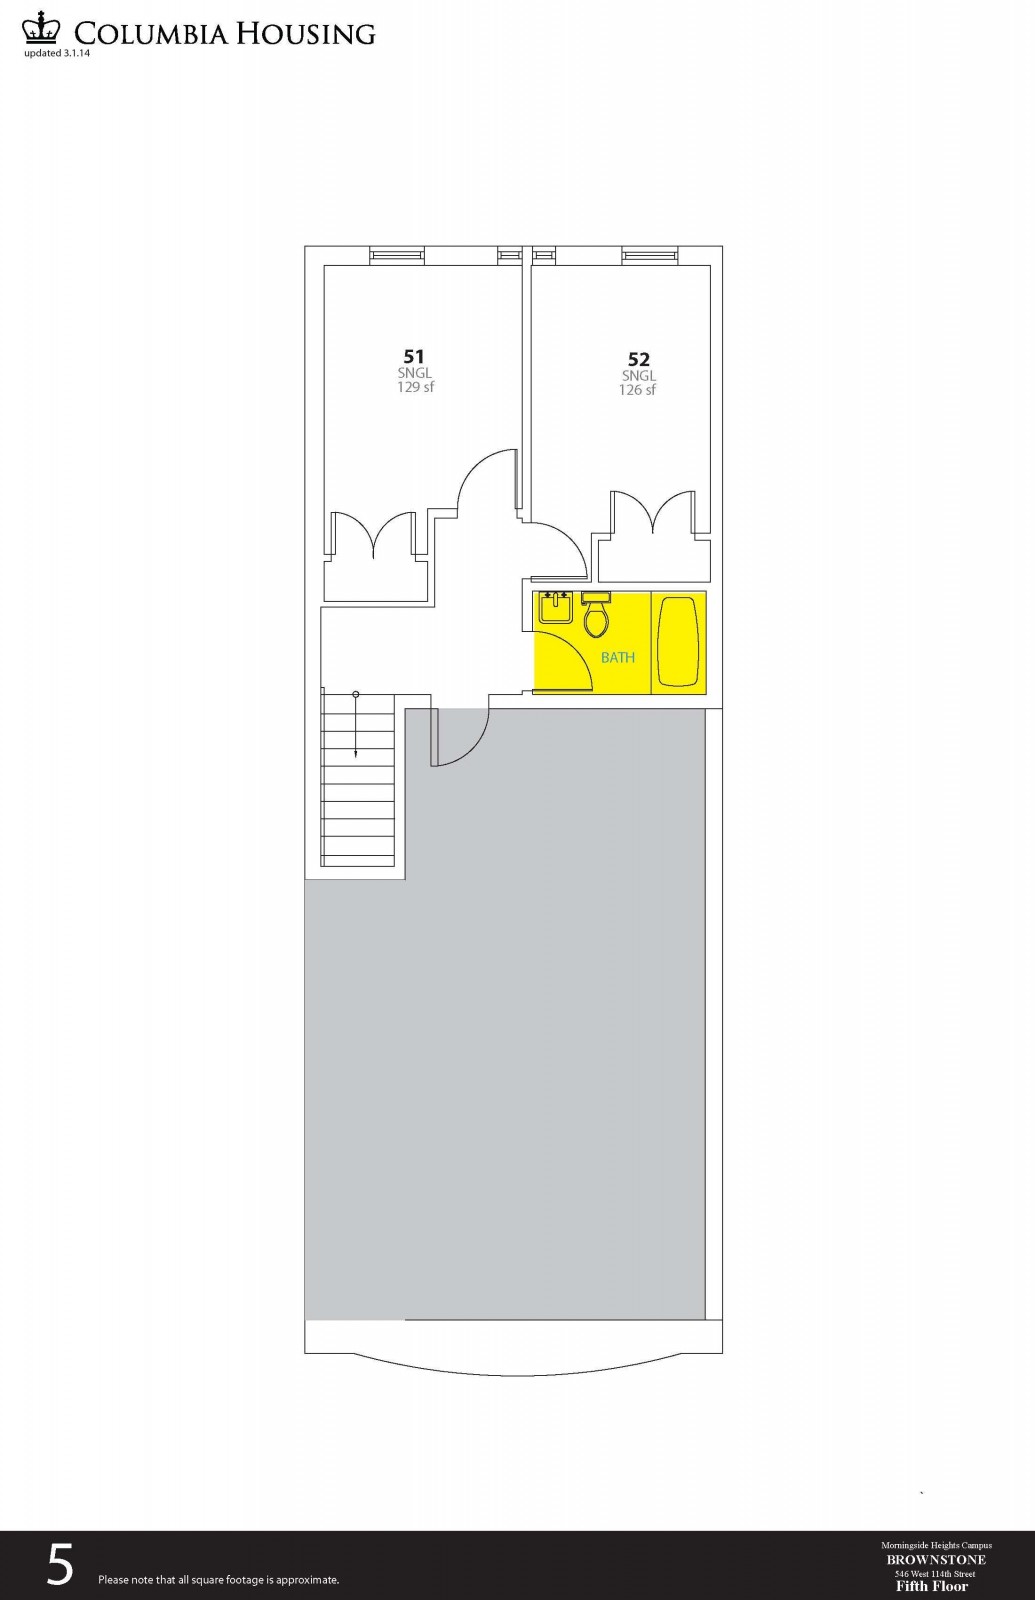 COLUMBIA HOUSING
updated 3.1.14
51
SNGL
129 sf
52
SNGL
126 sf
BATH
5
Please note that all square footage is approximate.
Morningside Heights Campus
BROWNSTONE
546 West 114th Street
Fifth Floor